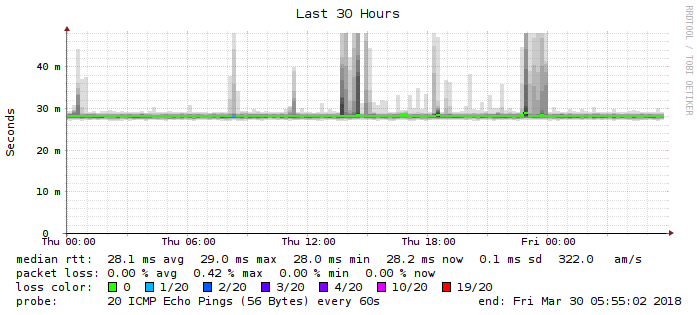 Last 30 Hours
RRDTOOL / TOBI OETIKER
Seconds
40 m
30 m
20 m
10 m
0
Thu 00:00 Thu 06:00 Thu 12:00 Thu 18:00 Fri 00:00
median rtt: 28.1 ms avg 29.0 ms max 28.0 ms min 28.2 ms now 0.1 ms sd 322.0 am/s
packet loss: 0.00 % avg 0.42 % max 0.00 % min 0.00 % now
loss color: 0 1/20 2/20 3/20 4/20 10/20 19/20
probe: 20 ICMP Echo Pings (56 Bytes) every 60s end: Fri Mar 30 05:55:02 2018